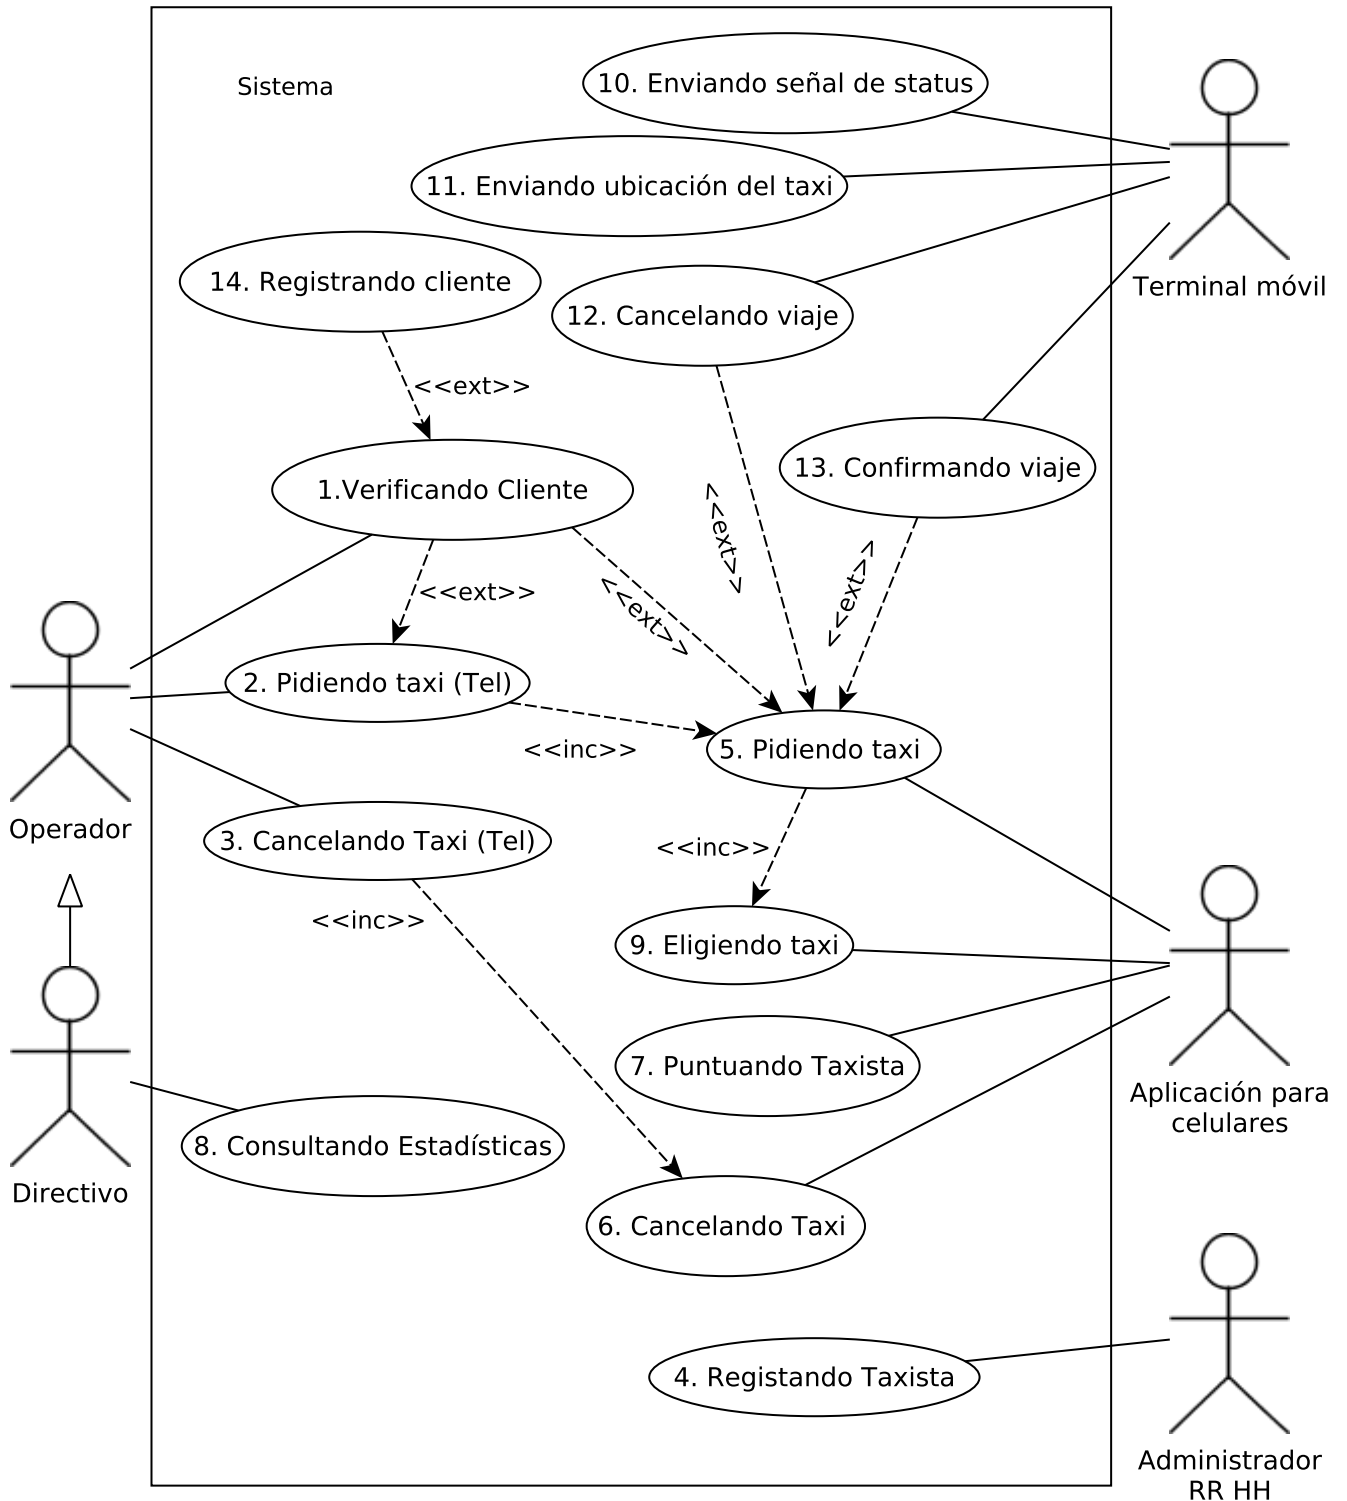 Sistema
10. Enviando señal de status
11. Enviando ubicación del taxi
14. Registrando cliente
12. Cancelando viaje
Terminal móvil
<<ext>>
13. Confirmando viaje
1.Verificando Cliente
<<ext>>
<<ext>>
<<ext>>
<<ext>>
2. Pidiendo taxi (Tel)
<<inc>>
5. Pidiendo taxi
Operador
3. Cancelando Taxi (Tel)
<<inc>>
<<inc>>
9. Eligiendo taxi
7. Puntuando Taxista
Aplicación para
celulares
8. Consultando Estadísticas
Directivo
6. Cancelando Taxi
4. Registando Taxista
Administrador
RR HH